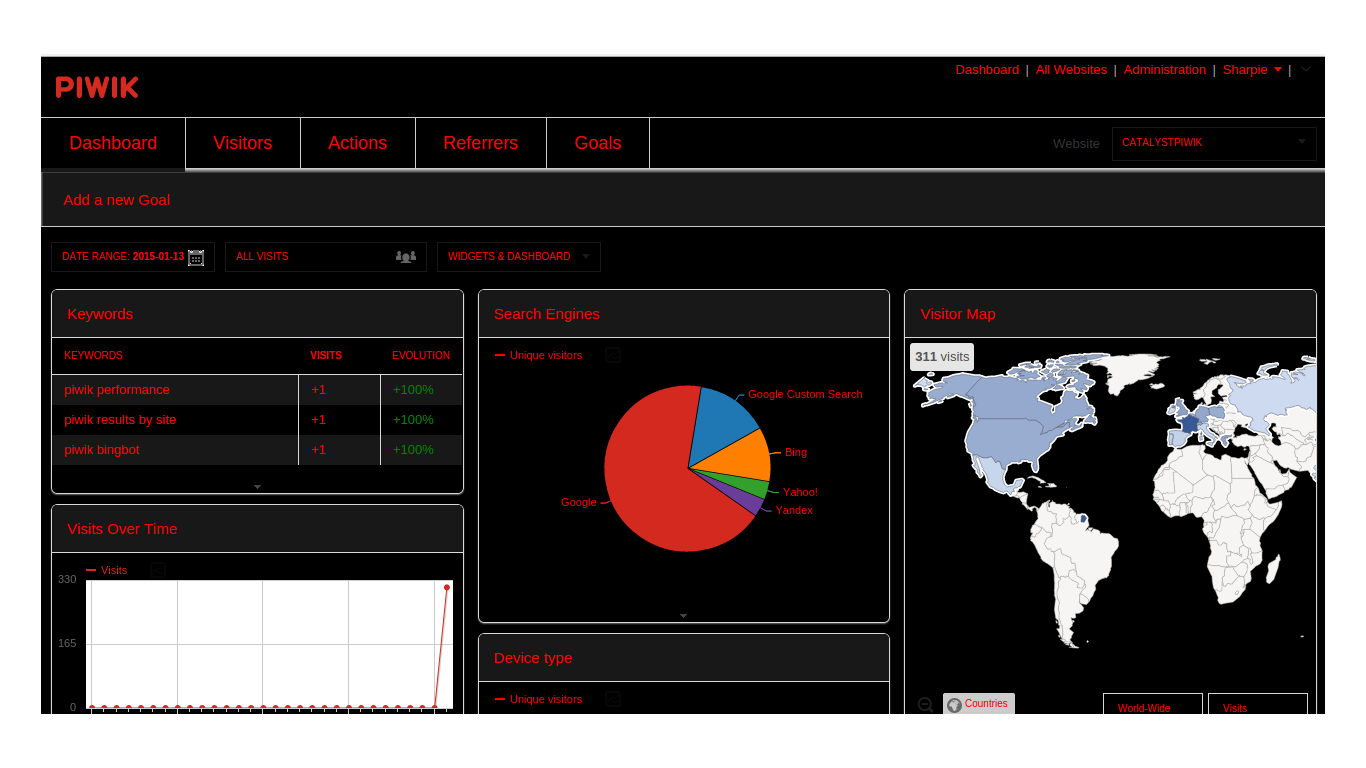 PIWIK
Dashboard | All Websites | Administration | Sharpie |
Dashboard Visitors Actions Referrers Goals
Website CATALYSTPIWIK
Add a new Goal
DATE RANGE: 2015-01-13 ALL VISITS WIDGETS & DASHBOARD
Keywords
KEYWORDS VISITS EVOLUTION
piwik performance +1 +100%
piwik results by site +1 +100%
piwik bingbot +1 +100%
Visits Over Time
Visits
330
165
0
Search Engines
Unique visitors
Google Custom Search
Bing
Yahoo!
Google
Yandex
Device type
Unique visitors
Visitor Map
311 visits
Countries World-Wide Visits